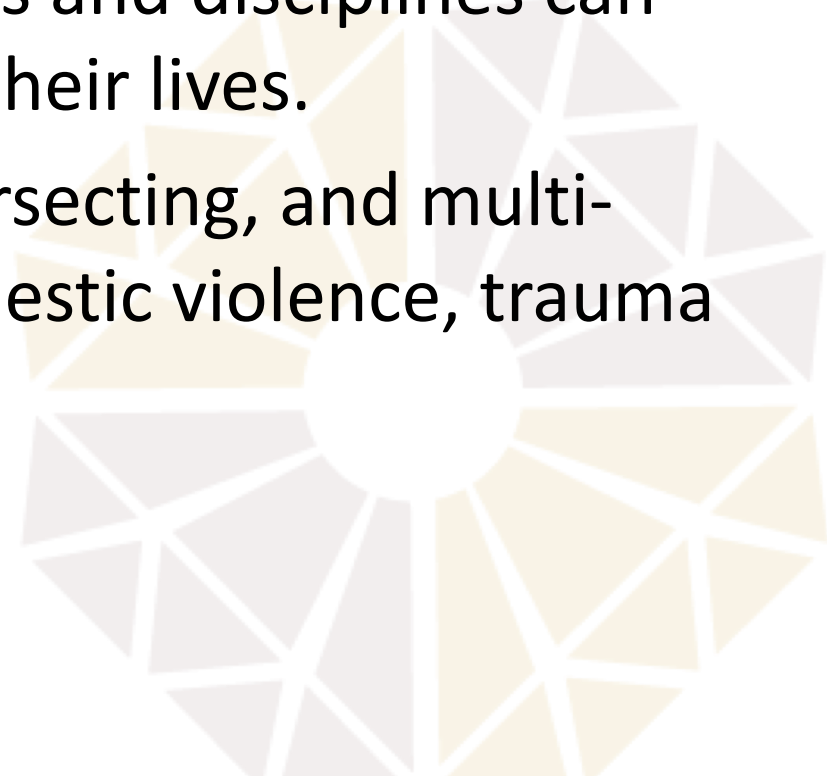 s and disciplines can
heir lives.
rsecting, and multi-
estic violence, trauma